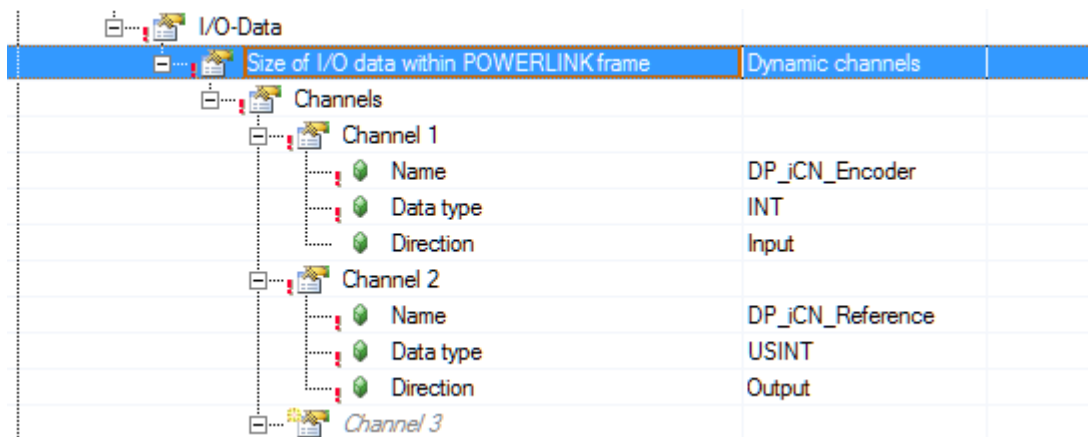 I/O-Data
Size of I/O data within POWERLINK frame Dynamic channels
Channels
Channel 1
Name DP_iCN_Encoder
Data type INT
Direction Input
Channel 2
Name DP_iCN_Reference
Data type USINT
Direction Output
Channel 3